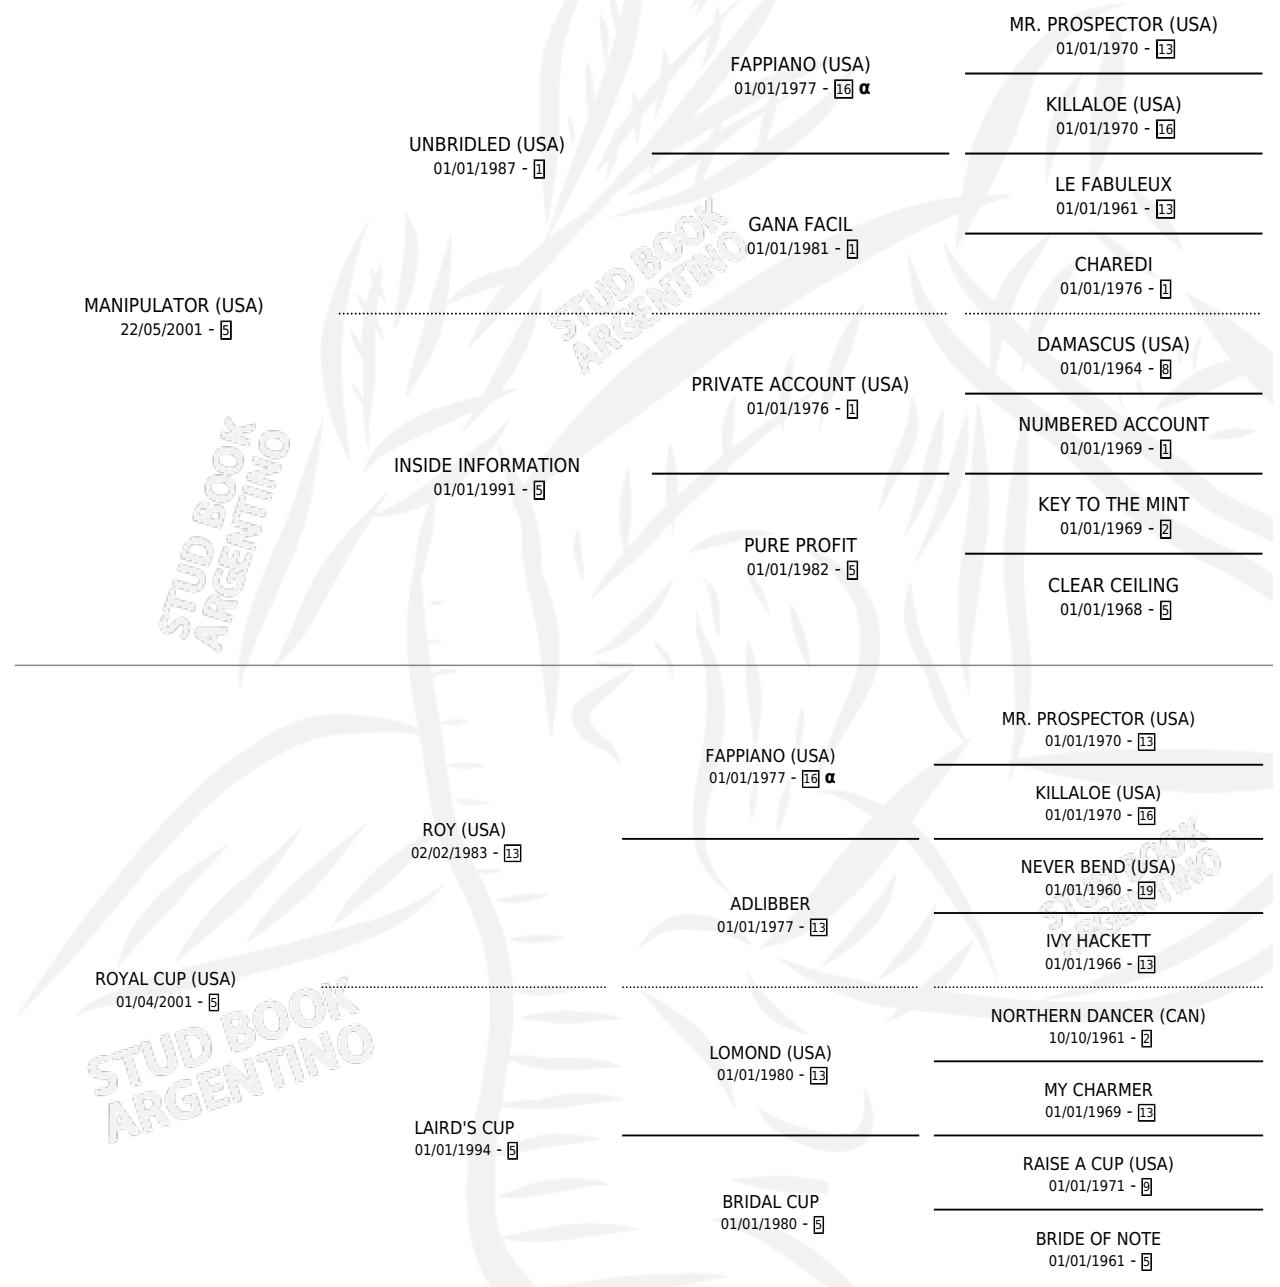 MR. PROSPECTOR (USA)
01/01/1970 - 13
FAPPIANO (USA)
01/01/1977 - 16 α
KILLALOE (USA)
01/01/1970 - 16
UNBRIDLED (USA)
01/01/1987 - 1
LE FABULEUX
01/01/1961 - 13
GANA FACIL
01/01/1981 - 1
CHAREDI
01/01/1976 - 1
MANIPULATOR (USA)
22/05/2001 - 5
DAMASCUS (USA)
01/01/1964 - 8
PRIVATE ACCOUNT (USA)
01/01/1976 - 1
NUMBERED ACCOUNT
01/01/1969 - 1
INSIDE INFORMATION
01/01/1991 - 5
KEY TO THE MINT
01/01/1969 - 2
PURE PROFIT
01/01/1982 - 5
CLEAR CEILING
01/01/1968 - 5
STUD BOOK
ARGENTINO
STUD BOOK
ARGENTINO
MR. PROSPECTOR (USA)
01/01/1970 - 13
FAPPIANO (USA)
01/01/1977 - 16 α
KILLALOE (USA)
01/01/1970 - 16
ROY (USA)
02/02/1983 - 13
NEVER BEND (USA)
01/01/1960 - 19
ADLIBBER
01/01/1977 - 13
IVY HACKETT
01/01/1966 - 13
ROYAL CUP (USA)
01/04/2001 - 5
NORTHERN DANCER (CAN)
10/10/1961 - 2
LOMOND (USA)
01/01/1980 - 13
MY CHARMER
01/01/1969 - 13
LAIRD'S CUP
01/01/1994 - 5
RAISE A CUP (USA)
01/01/1971 - 9
BRIDAL CUP
01/01/1980 - 5
BRIDE OF NOTE
01/01/1961 - 5
STUD BOOK
ARGENTINO
STUD BOOK
ARGENTINO